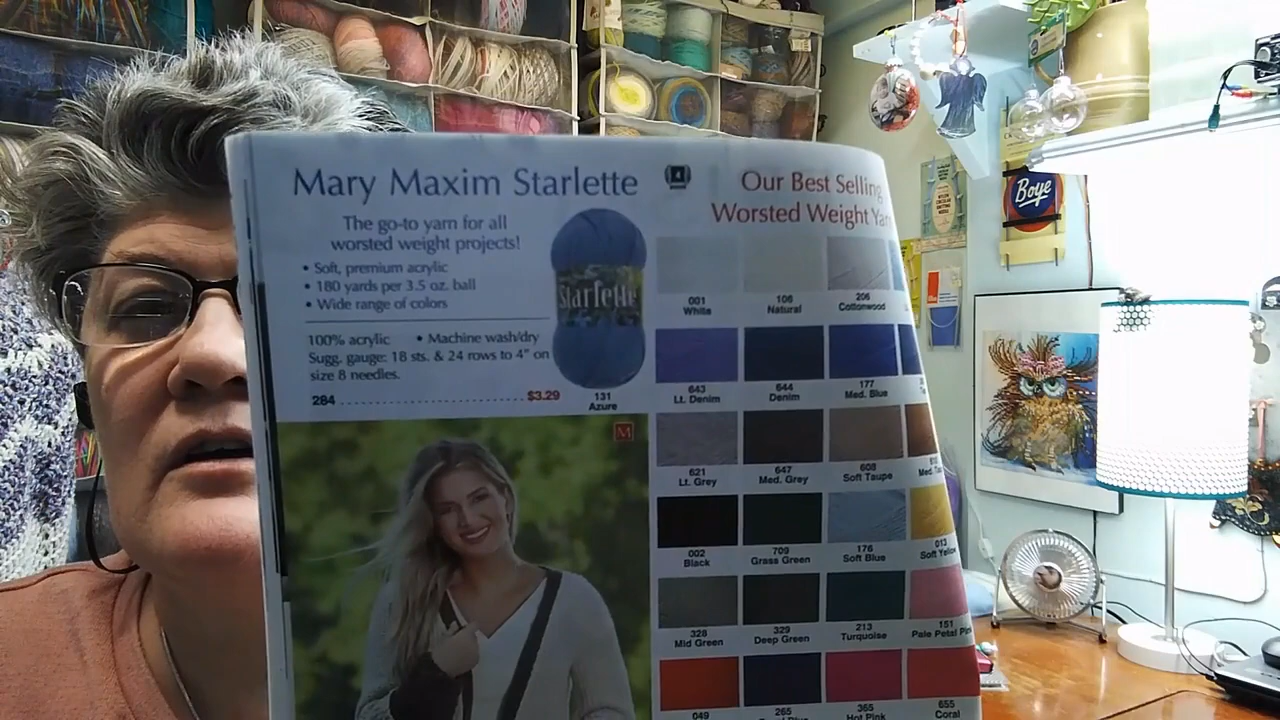 Mary Maxim Starlette
The go-to yarn for all
worsted weight projects!
• Soft, premium acrylic
• 180 yards per 3.5 oz. ball
• Wide range of colors
100% acrylic • Machine wash/dry
Sugg. gauge: 18 sts. & 24 rows to 4" on
size 8 needles.
284 ........ $3.29
Starlette
131
Azure
M
4
Our Best Selling
Worsted Weight
001
White
106
Natural
206
Cottonwood
643
Lt. Denim
644
Denim
177
Med. Blue
621
Lt. Grey
647
Med. Grey
608
Soft Taupe
Med.
002
Black
709
Grass Green
176
Soft Blue
013
Soft Yellow
328
Mid Green
329
Deep Green
213
Turquoise
151
Pale Petal
049
265
365
Hot Pink
655
Coral
Boye